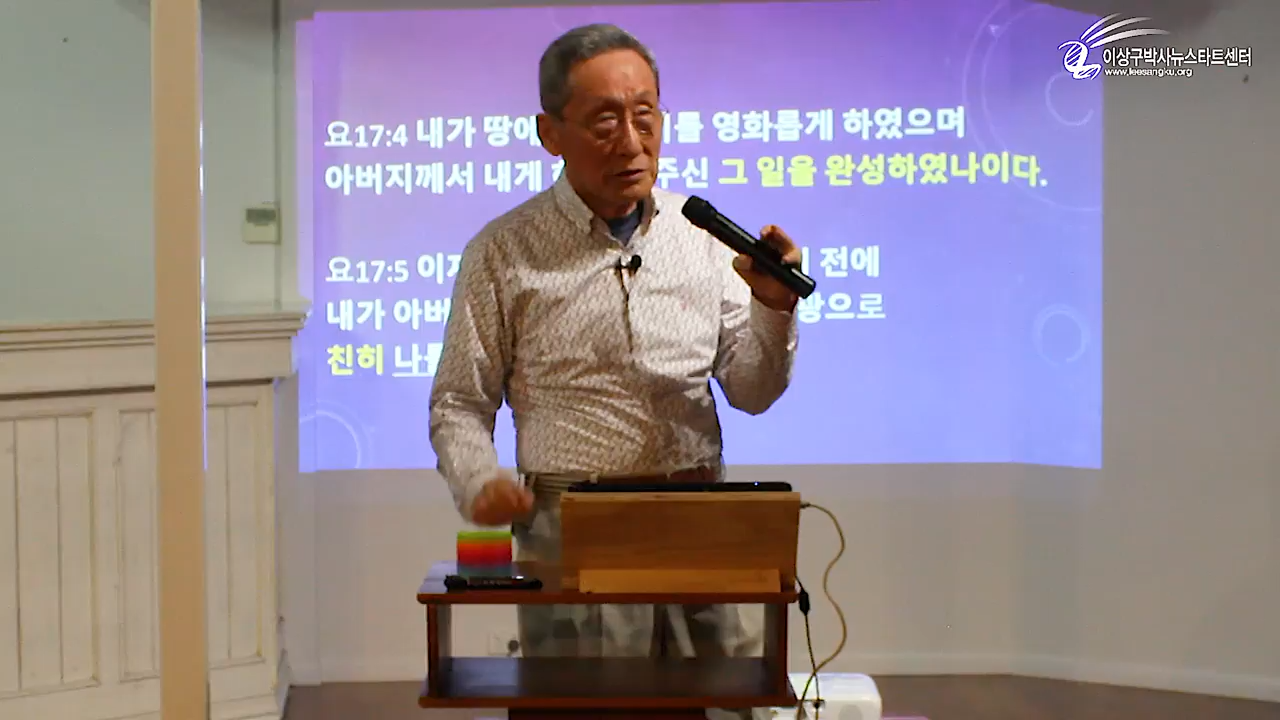 이상구박사뉴스타트센터
www.leesangku.org
요17:4 내가 땅에 를 영화롭게 하였으며
아버지께서 내게 주신 그 일을 완성하였나이다.
요17:5 이제 전에
내가 아버 광으로
친히 나를